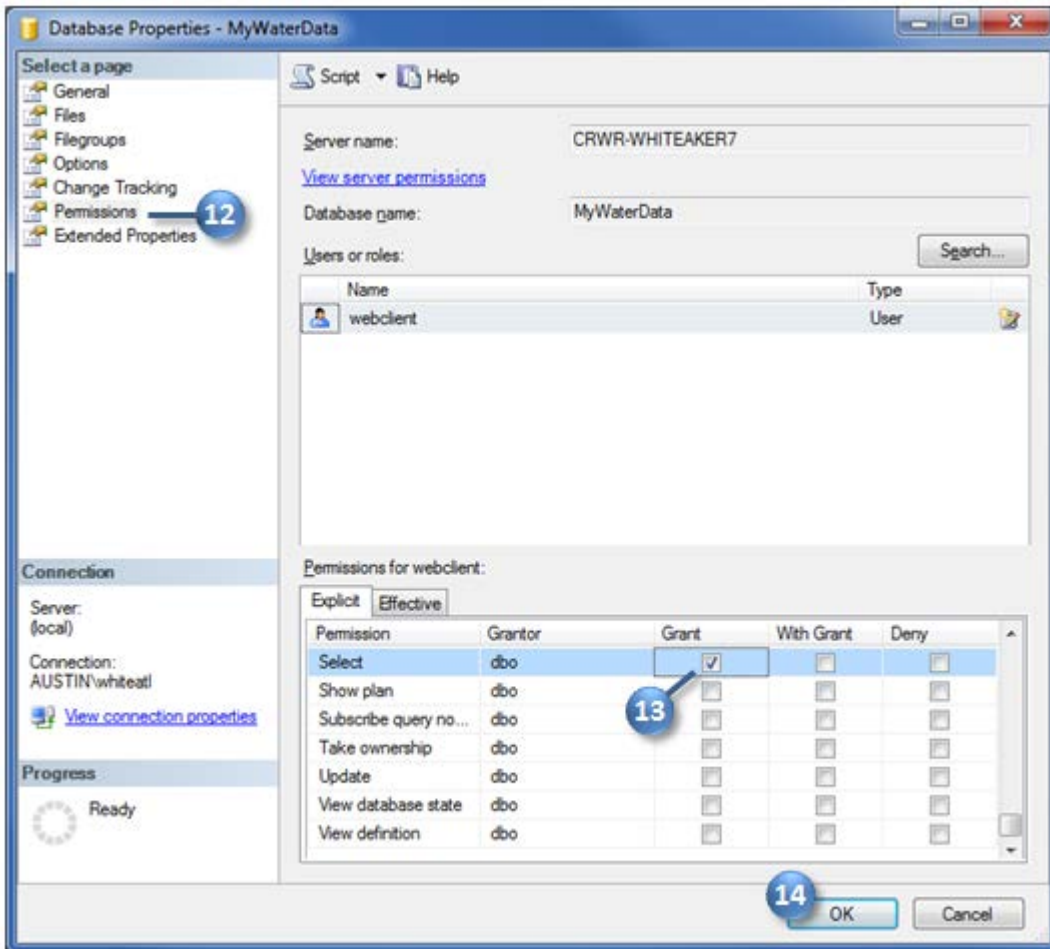 Database Properties - MyWaterData
Select a page
General
Files
Filegroups
Options
Change Tracking
Permissions
Extended Properties
12
Script Help
Server name: CRWR-WHITEAKER7
View server permissions
Database name: MyWaterData
Users or roles: Search...
Name Type
webclient User
Connection
Server:
(local)
Connection:
AUSTIN\whiteatl
View connection properties
Progress
Ready
Permissions for webclient:
Explicit Effective
Permission Grantor Grant With Grant Deny
Select dbo
Show plan dbo
13
Subscribe query no... dbo
Take ownership dbo
Update dbo
View database state dbo
View definition dbo
14
OK Cancel